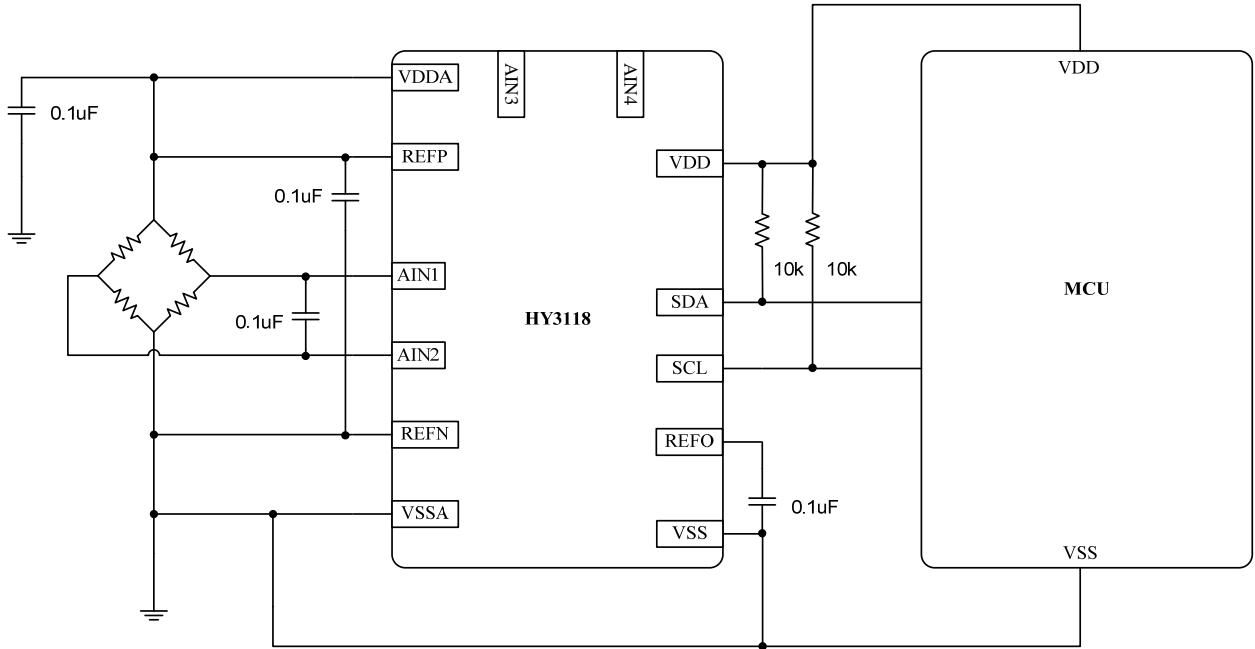 VDD
VDDA
AIN3
AIN4
0.1uF
REFP
VDD
0.1uF
10k
10k
AIN1
MCU
SDA
0.1uF
HY3118
AIN2
SCL
REFN
REFO
0.1uF
VSSA
VSS
VSS